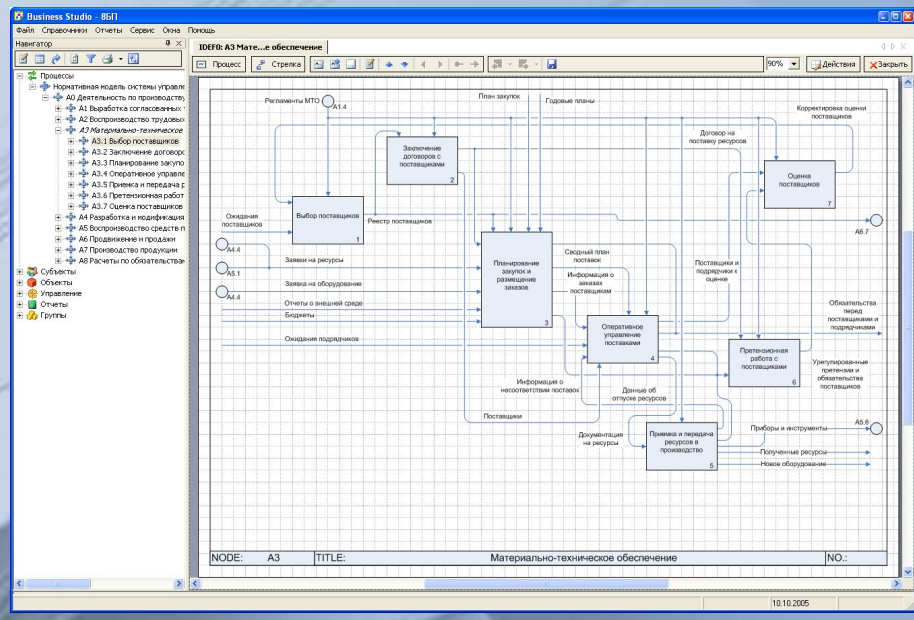 Business Studio - ВБП
Файл Справочники Отчеты Сервис Окна Помощь
Навигатор
IDEF0: А3 Мате...е обеспечение
Процесс Стрелка 90% Действия Закрыть
Процессы
Нормативная модель системы управле
А0 Деятельность по производству
А1 Выработка согласованных
А2 Воспроизводство трудовых
А3 Материально-техническое
А3.1 Выбор поставщиков
А3.2 Заключение договоро
А3.3 Планирование закупо
А3.4 Оперативное управле
А3.5 Приемка и передача р
А3.6 Претензионная работ
А3.7 Оценка поставщиков
А4 Разработка и модификация
А5 Воспроизводство средств п
А6 Продвижение и продажи
А7 Производство продукции
А8 Расчеты по обязательствам
Субъекты
Объекты
Управление
Отчеты
Группы
Регламенты МТО
А1.4
План закупок
Годовые планы
Корректировка оценки
поставщиков
Договор на
поставку ресурсов
Заключение
договоров с
поставщиками
2
Оценка
поставщиков
7
Выбор поставщиков
1
Ожидания
поставщиков
Реестр поставщиков
А6.7
А4.4
Заявки на ресурсы
А5.1
Заявка на оборудование
А4.4
Отчеты о внешней среде
Бюджеты
Ожидания подрядчиков
Планирование
закупок и
размещение
заказов
3
Сводный план
поставок
Информация о
заказах
поставщикам
Поставщики и
подрядчики к
оценке
Обязательства
перед
поставщиками и
подрядчиками
Оперативное
управление
поставками
4
Претензионная
работа с
поставщиками
6
Урегулированные
претензии и
обязательства
поставщиков
Информация о
несоответствии поставок
Данные об
отпуске ресурсов
Поставщики
Документация
на ресурсы
Приемка и передача
ресурсов в
производство
5
Приборы и инструменты
А5.6
Полученные ресурсы
Новое оборудование
NODE: А3 TITLE: Материально-техническое обеспечение NO.:
10.10.2005